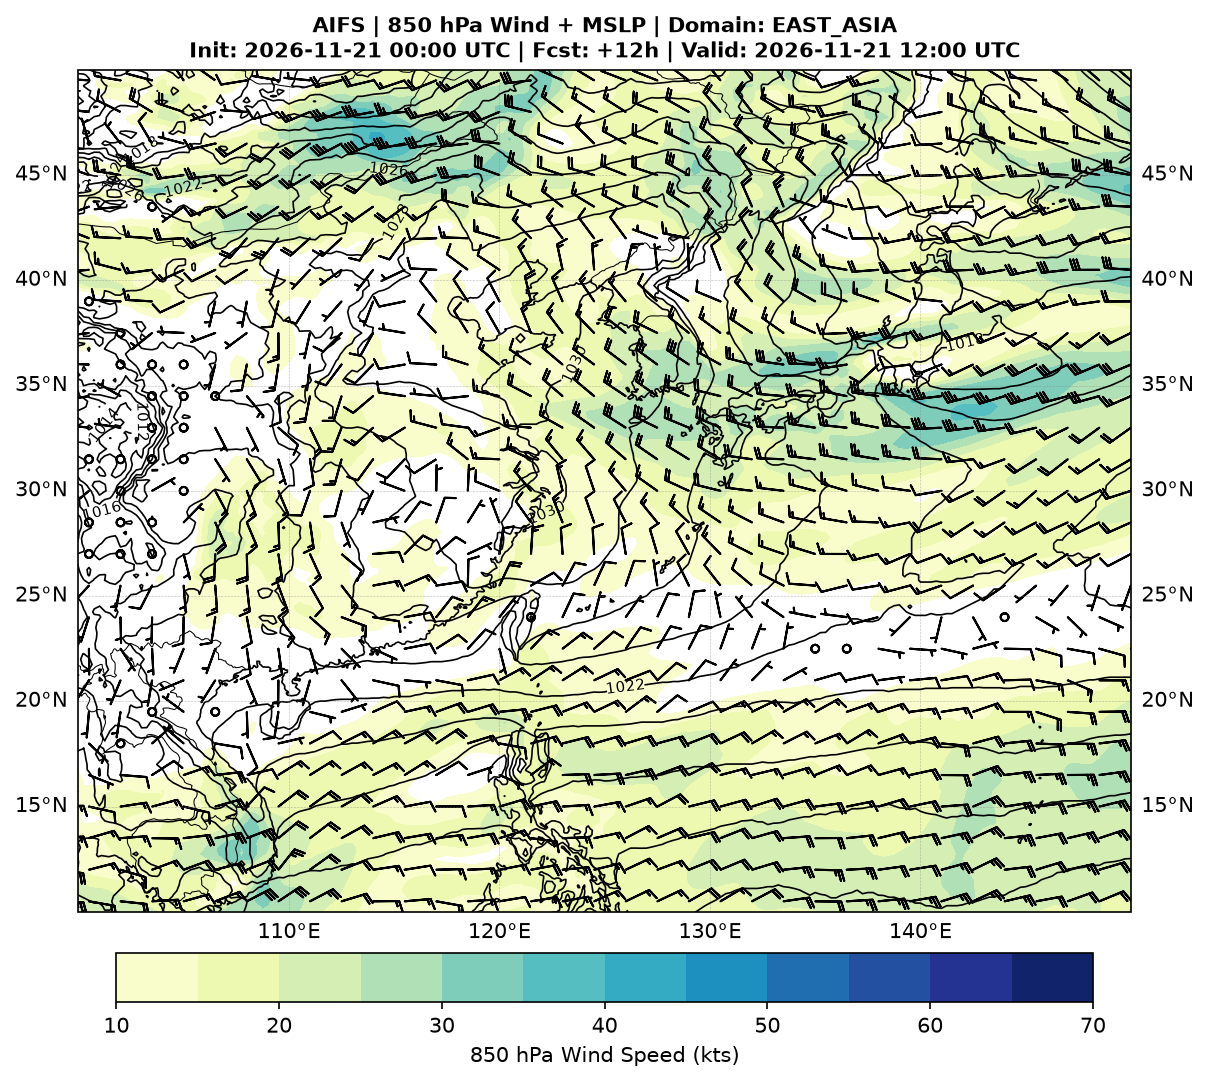 AIFS | 850 hPa Wind + MSLP | Domain: EAST_ASIA
Init: 2026-11-21 00:00 UTC | Fcst: +12h | Valid: 2026-11-21 12:00 UTC
45°N 45°N
40°N 40°N
35°N 35°N
30°N 30°N
25°N 25°N
20°N 20°N
15°N 15°N
1026
1022
1028
1030
1016
1030
1022
110°E 120°E 130°E 140°E
10 20 30 40 50 60 70
850 hPa Wind Speed (kts)